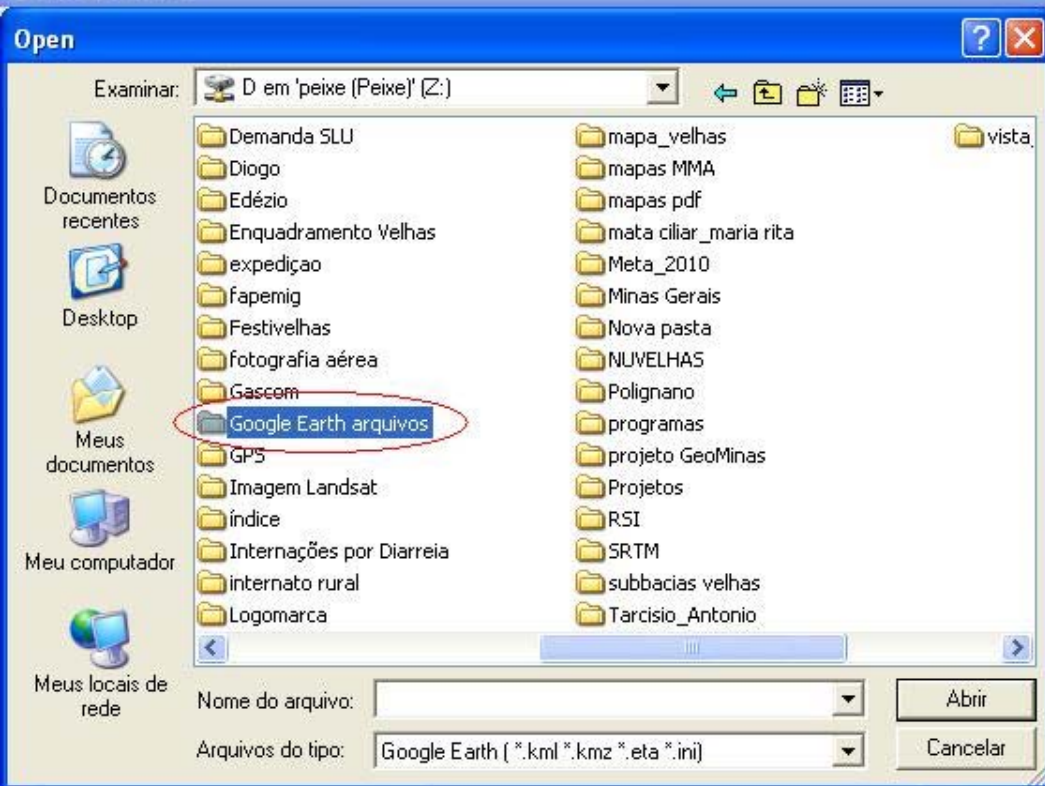 Open
Examinar: D em 'peixe (Peixe)' (Z:)
Documentos recentes
Desktop
Meus documentos
Meu computador
Meus locais de rede
Demanda SLU
Diogo
Edézio
Enquadramento Velhas
expediçao
fapemig
Festivelhas
fotografia aérea
Gascom
Google Earth arquivos
GPS
Imagem Landsat
índice
Internações por Diarreia
internato rural
Logomarca
mapa_velhas
mapas MMA
mapas pdf
mata ciliar_maria rita
Meta_2010
Minas Gerais
Nova pasta
NUVELHAS
Polignano
programas
projeto GeoMinas
Projetos
RSI
SRTM
subbacias velhas
Tarcisio_Antonio
vista_
Nome do arquivo:
Abrir
Arquivos do tipo: Google Earth ( *.kml *.kmz *.eta *.ini)
Cancelar